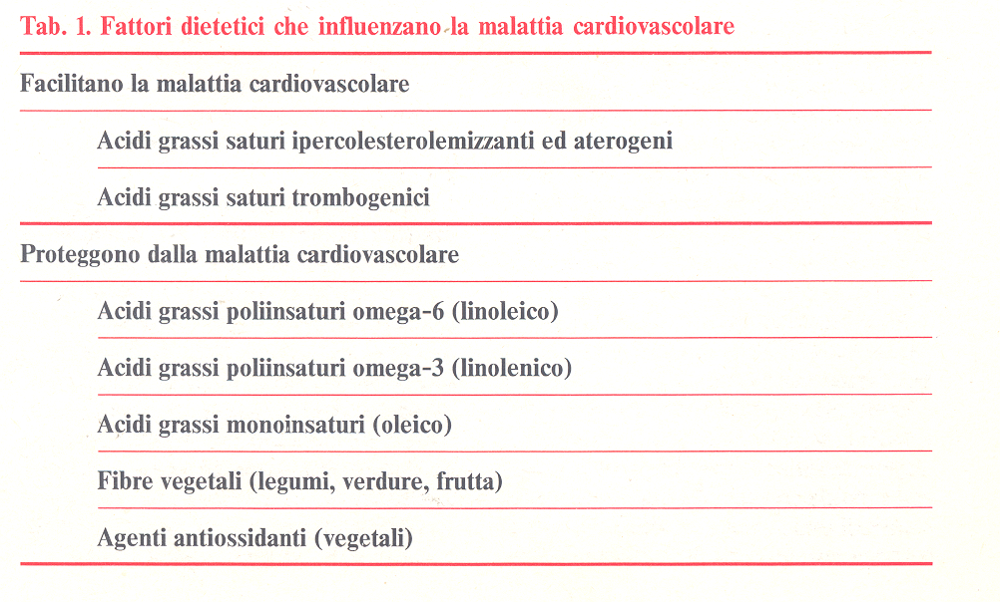 Tab. 1. Fattori dietetici che influenzano la malattia cardiovascolare
Facilitano la malattia cardiovascolare
Acidi grassi saturi ipercolesterolemizzanti ed aterogeni
Acidi grassi saturi trombogenici
Proteggono dalla malattia cardiovascolare
Acidi grassi poliinsaturi omega-6 (linoleico)
Acidi grassi poliinsaturi omega-3 (linolenico)
Acidi grassi monoinsaturi (oleico)
Fibre vegetali (legumi, verdure, frutta)
Agenti antiossidanti (vegetali)